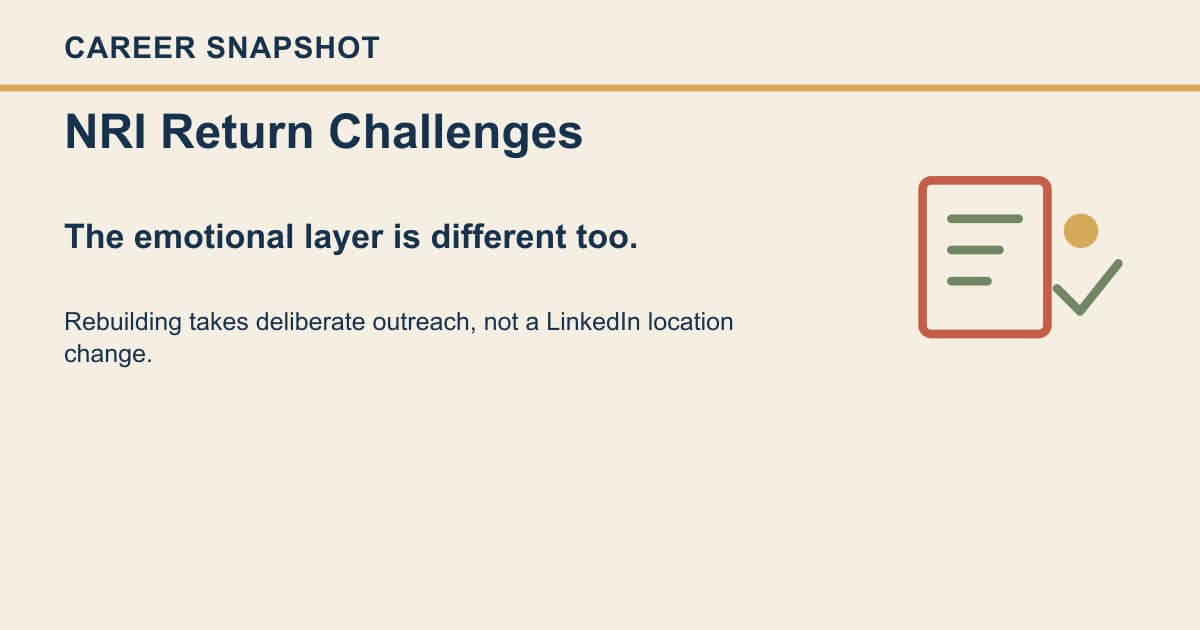 CAREER SNAPSHOT
NRI Return Challenges
The emotional layer is different too.
Rebuilding takes deliberate outreach, not a LinkedIn location
change.